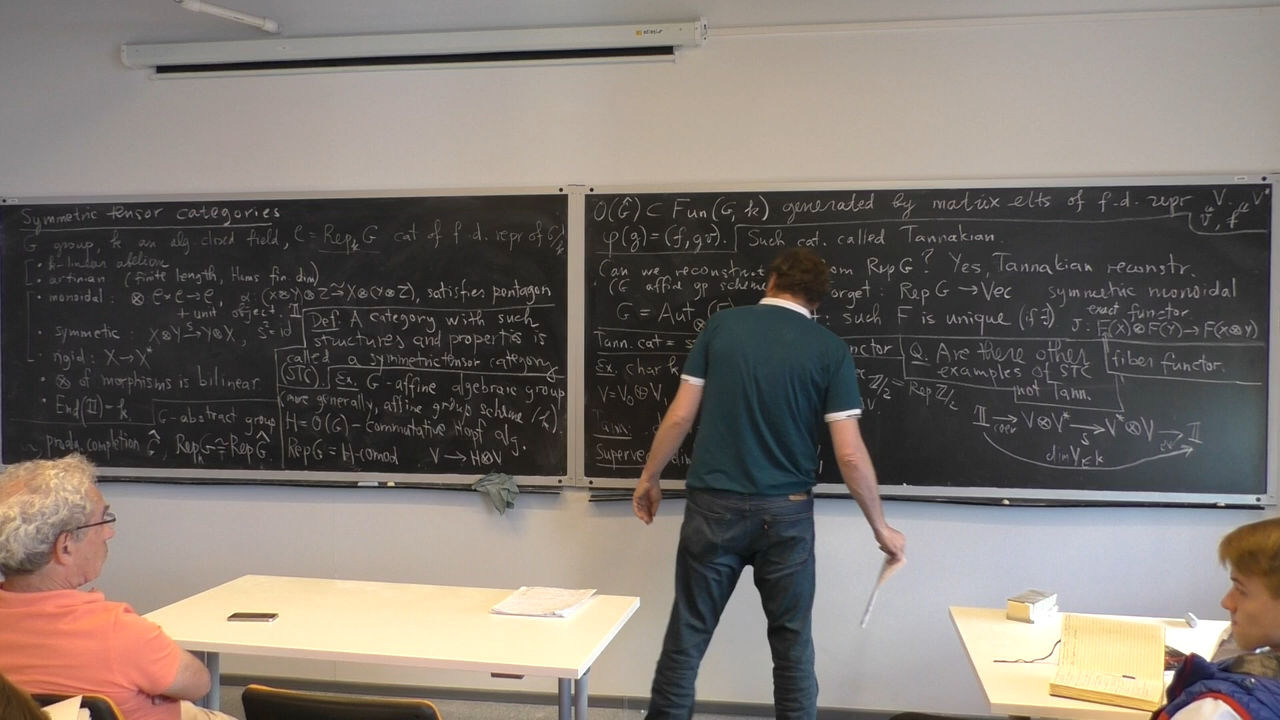 Symmetric tensor categories
G group, k an alg. closed field, C = Rep_k G cat of f.d. repr of G/k
• k-linear abelian
• artinian (finite length, Homs fin. dim)
• monoidal: ⊗ C×C→C, α: (X⊗Y)⊗Z ≅ X⊗(Y⊗Z), satisfies pentagon
+ unit object 𝟙
• symmetric: X⊗Y →s Y⊗X, s²=id
• rigid: X→X*
• ⊗ of morphisms is bilinear
• End(𝟙)=k.
Def. A category with such
structures and properties is
called a symmetric tensor category
(STC). Ex. G-affine algebraic group
(more generally, affine group scheme /k).
H=O(G)-commutative Hopf alg.
Rep G = H-comod V → H⊗V
G-abstract group
completion Ĝ, Rep_k G ≅ Rep Ĝ
O(Ĝ) ⊂ Fun(G, k) generated by matrix elts of f.d. repr V.
φ(g)=(f,gv). Such cat. called Tannakian.
Can we reconstruct from Rep G? Yes, Tannakian reconstr.
affine gp scheme orget: Rep G → Vec symmetric monoidal
exact functor
G = Aut_⊗ : such F is unique (if ∃) J: F(X)⊗F(Y)→F(X⊗Y)
Tann. cat = s nctor
fiber functor.
Q. Are there other
examples of STC
not Tann.
Ex. char k
V=V₀⊕V₁
Rep Z/2
𝟙 →coev V⊗V* →s V*⊗V →ev 𝟙
dim V ∈ k